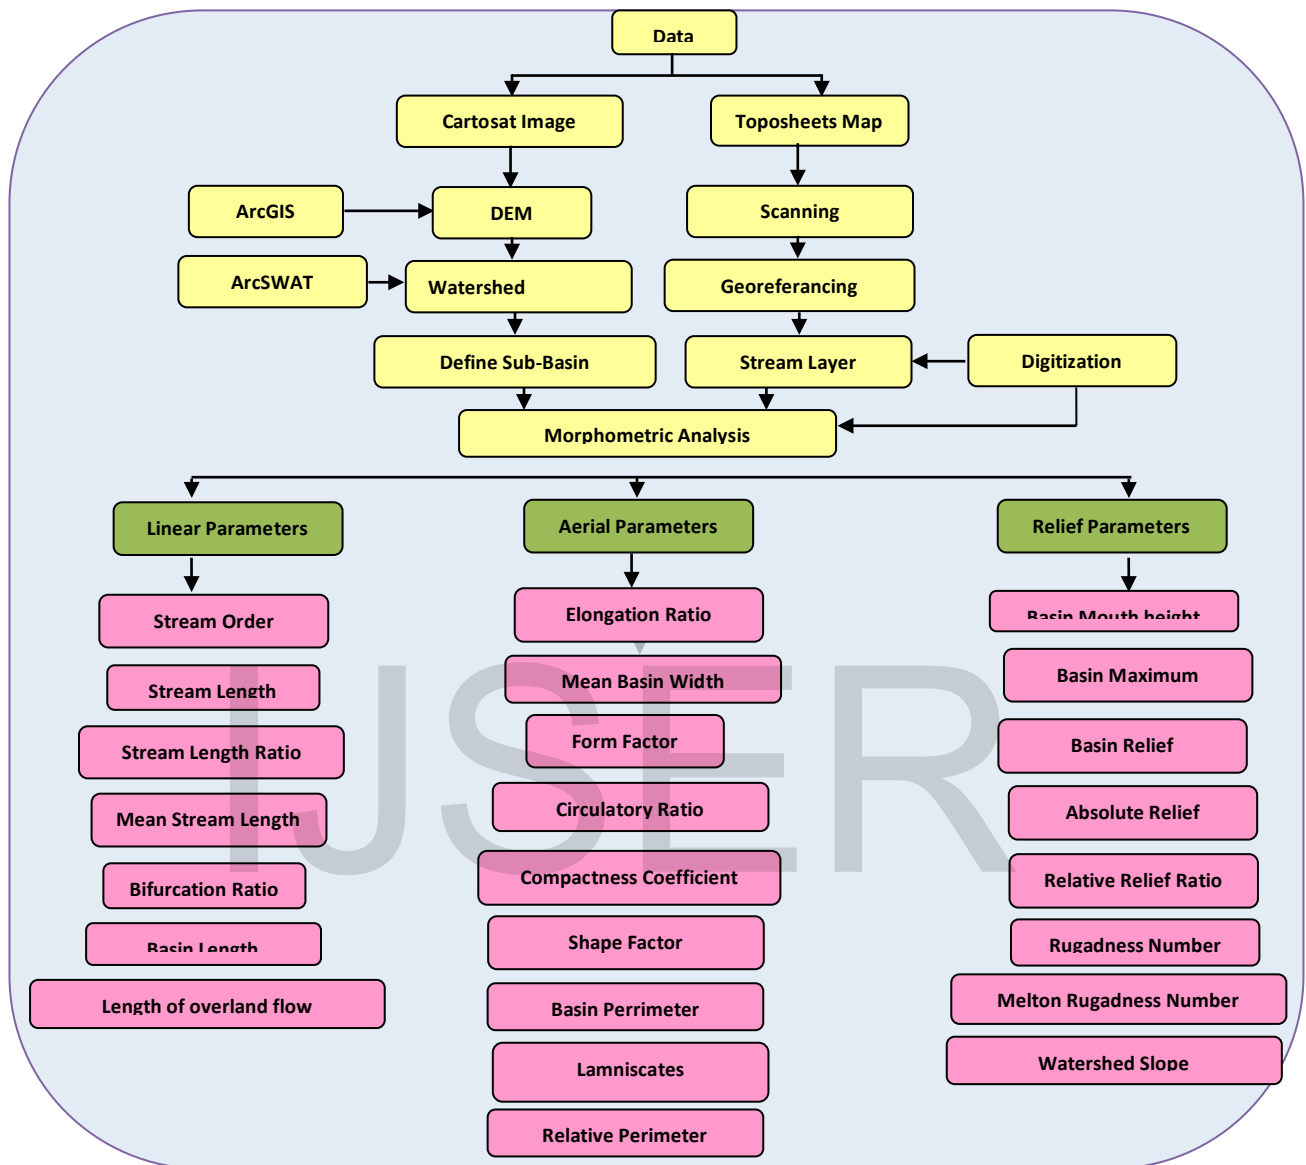 Data
Cartosat Image
Toposheets Map
ArcGIS
DEM
Scanning
ArcSWAT
Watershed
Georeferancing
Define Sub-Basin
Stream Layer
Digitization
Morphometric Analysis
Linear Parameters
Aerial Parameters
Relief Parameters
Stream Order
Stream Length
Stream Length Ratio
Mean Stream Length
Bifurcation Ratio
Basin Length
Length of overland flow
Elongation Ratio
Mean Basin Width
Form Factor
Circulatory Ratio
Compactness Coefficient
Shape Factor
Basin Perrimeter
Lamniscates
Relative Perimeter
Basin Mouth height
Basin Maximum
Basin Relief
Absolute Relief
Relative Relief Ratio
Rugadness Number
Melton Rugadness Number
Watershed Slope
IJSER